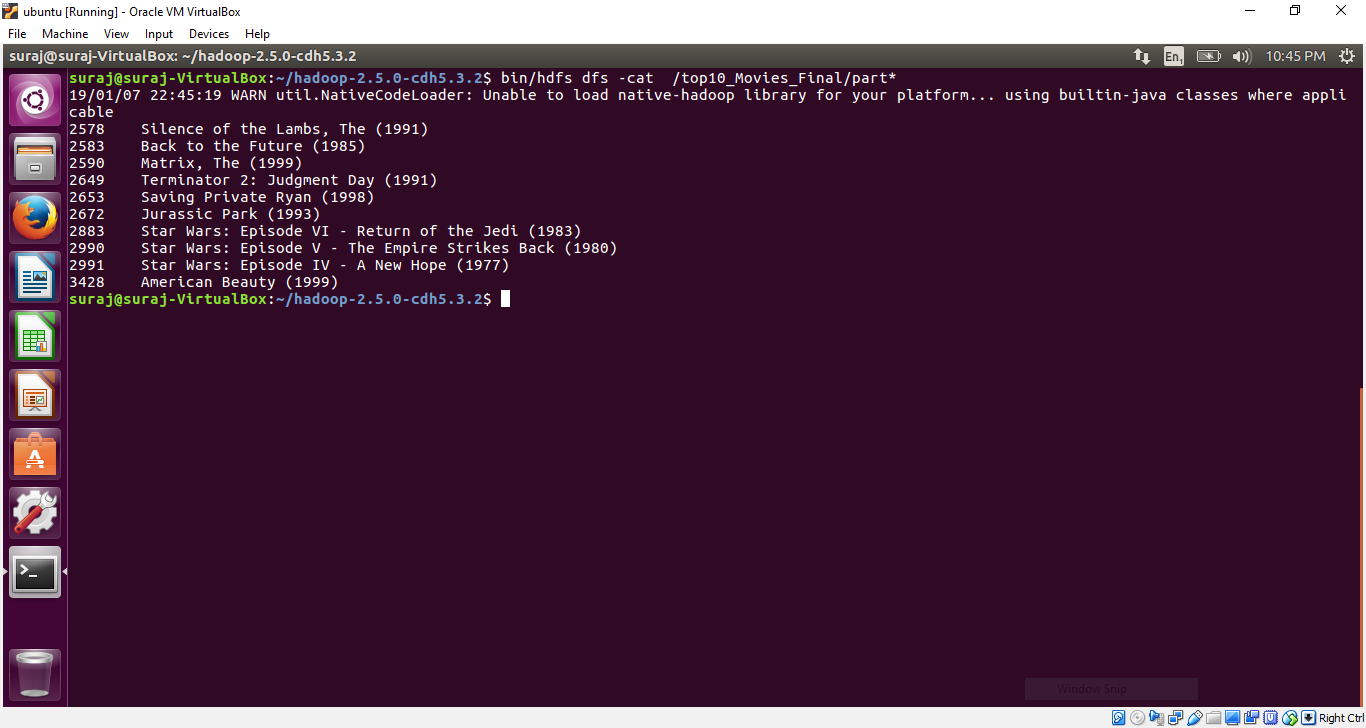 ubuntu [Running] - Oracle VM VirtualBox
File Machine View Input Devices Help
suraj@suraj-VirtualBox: ~/hadoop-2.5.0-cdh5.3.2 En1 10:45 PM
suraj@suraj-VirtualBox:~/hadoop-2.5.0-cdh5.3.2$ bin/hdfs dfs -cat  /top10_Movies_Final/part*
19/01/07 22:45:19 WARN util.NativeCodeLoader: Unable to load native-hadoop library for your platform... using builtin-java classes where appli
cable
2578    Silence of the Lambs, The (1991)
2583    Back to the Future (1985)
2590    Matrix, The (1999)
2649    Terminator 2: Judgment Day (1991)
2653    Saving Private Ryan (1998)
2672    Jurassic Park (1993)
2883    Star Wars: Episode VI - Return of the Jedi (1983)
2990    Star Wars: Episode V - The Empire Strikes Back (1980)
2991    Star Wars: Episode IV - A New Hope (1977)
3428    American Beauty (1999)
suraj@suraj-VirtualBox:~/hadoop-2.5.0-cdh5.3.2$
Window Snip
Right Ctrl